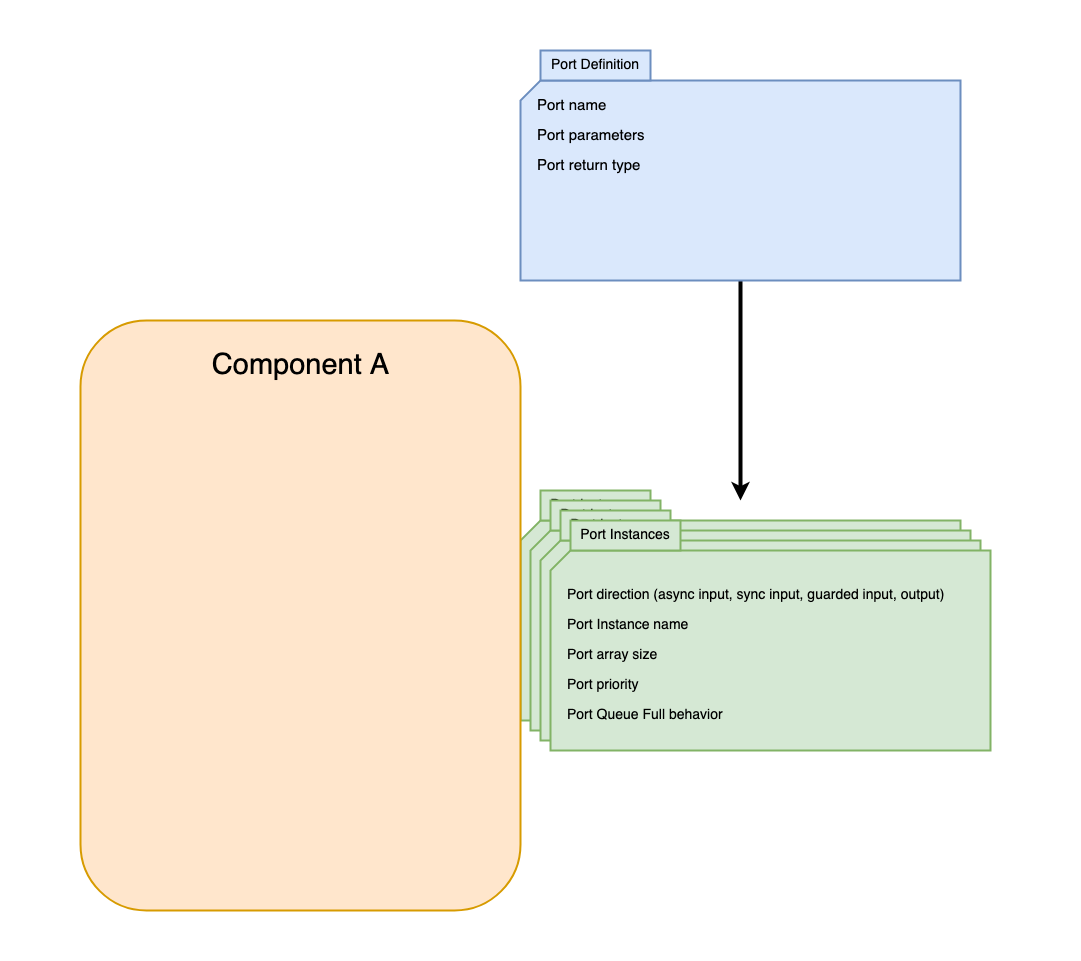 Port Definition
Port name
Port parameters
Port return type
Component A
Port Instances
Port direction (async input, sync input, guarded input, output)
Port Instance name
Port array size
Port priority
Port Queue Full behavior